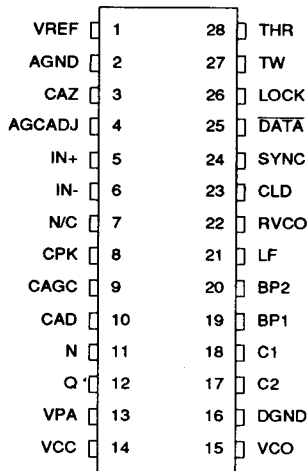 VREF 1 28 THR
AGND 2 27 TW
CAZ 3 26 LOCK
AGCADJ 4 25 DATA
IN+ 5 24 SYNC
IN- 6 23 CLD
N/C 7 22 RVCO
CPK 8 21 LF
CAGC 9 20 BP2
CAD 10 19 BP1
N 11 18 C1
Q 12 17 C2
VPA 13 16 DGND
VCC 14 15 VCO